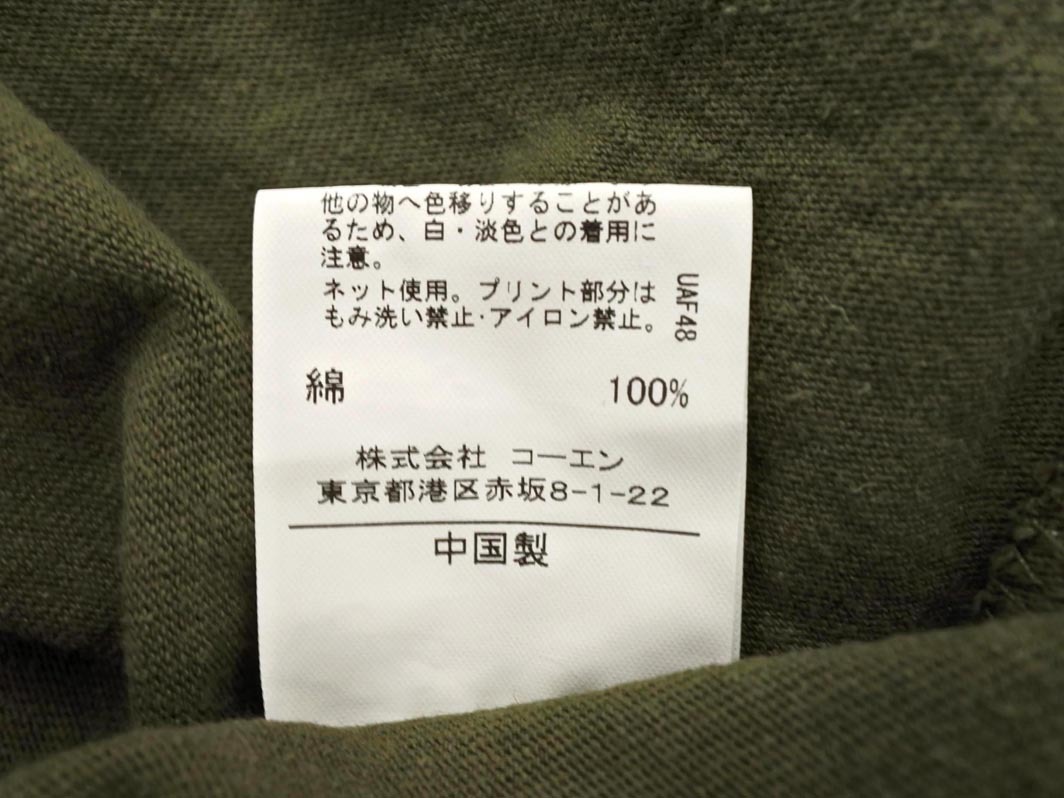 他の物へ色移りすることがあ
るため、白・淡色との着用に
注意。
ネット使用。プリント部分は
もみ洗い禁止・アイロン禁止。
UAF48
綿 100%
株式会社 コーエン
東京都港区赤坂8-1-22
中国製